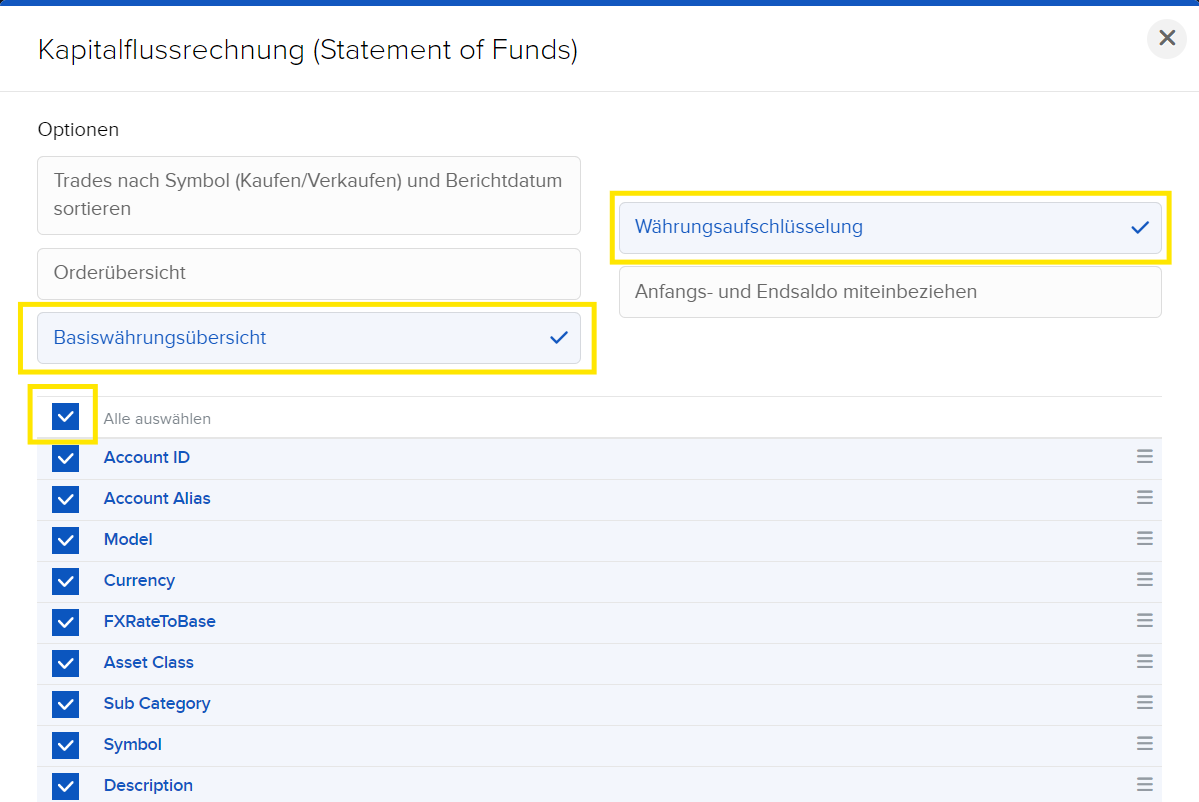 Kapitalflussrechnung (Statement of Funds)
Optionen
Trades nach Symbol (Kaufen/Verkaufen) und Berichtdatum
sortieren
Währungsaufschlüsselung
Orderübersicht
Anfangs- und Endsaldo miteinbeziehen
Basiswährungsübersicht
Alle auswählen
Account ID
Account Alias
Model
Currency
FXRateToBase
Asset Class
Sub Category
Symbol
Description